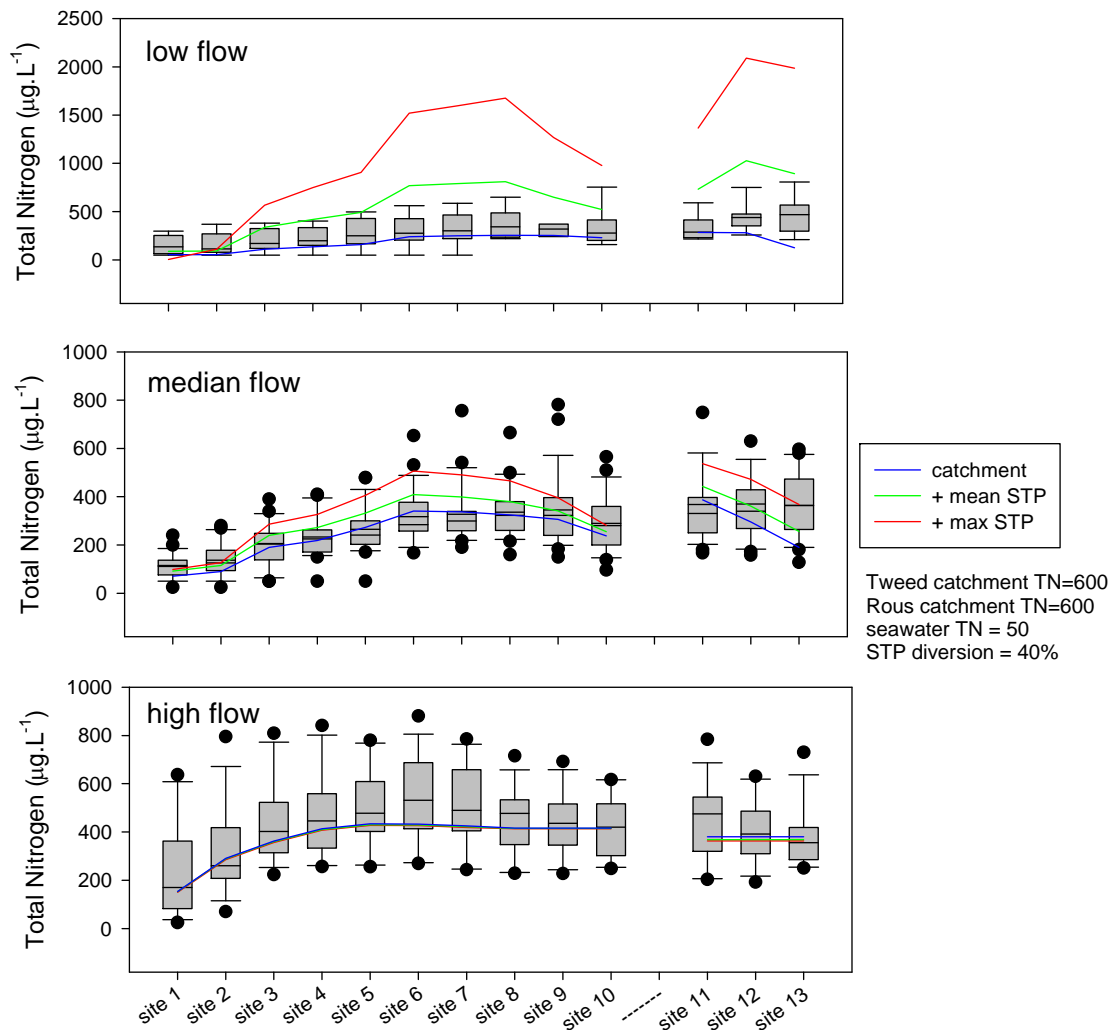 low flow
Total Nitrogen (µg.L⁻¹)
2500
2000
1500
1000
500
0
median flow
Total Nitrogen (µg.L⁻¹)
1000
800
600
400
200
0
catchment
+ mean STP
+ max STP
Tweed catchment TN=600
Rous catchment TN=600
seawater TN = 50
STP diversion = 40%
high flow
Total Nitrogen (µg.L⁻¹)
1000
800
600
400
200
0
site 1
site 2
site 3
site 4
site 5
site 6
site 7
site 8
site 9
site 10
-------
site 11
site 12
site 13